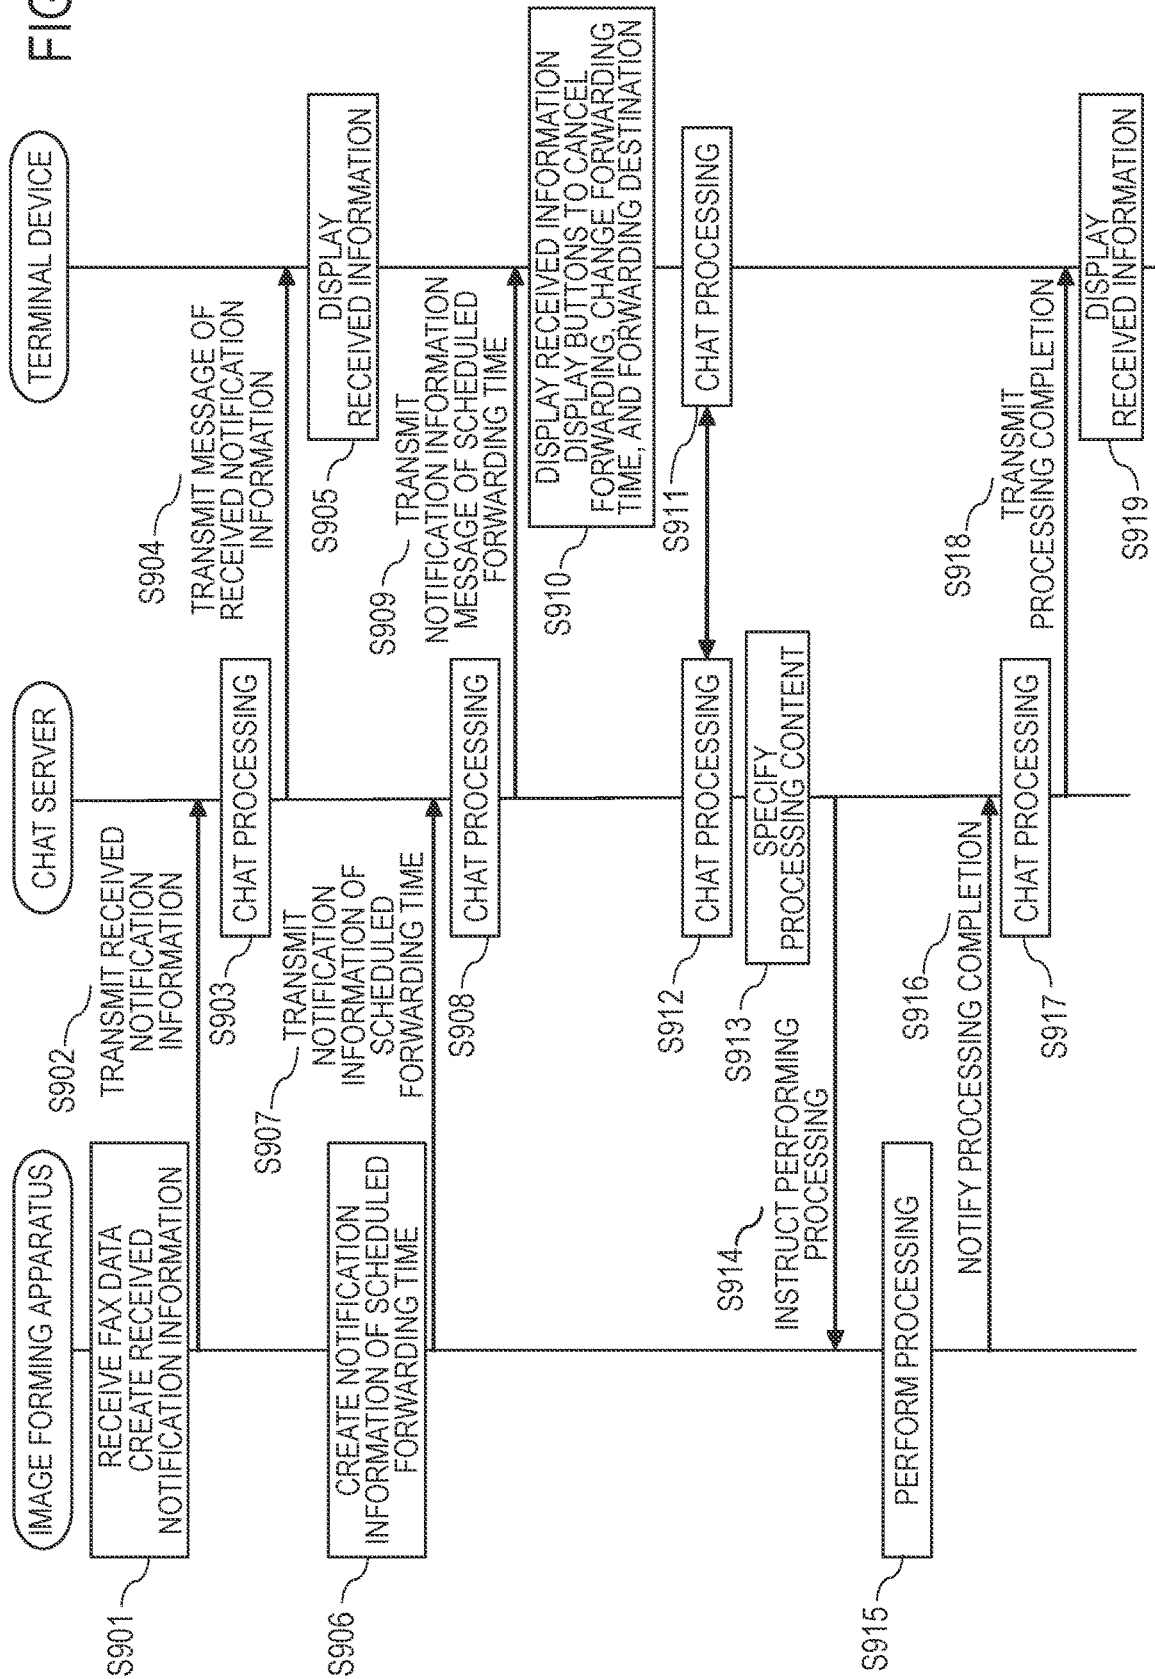 FIG
IMAGE FORMING APPARATUS
CHAT SERVER
TERMINAL DEVICE
S901
RECEIVE FAX DATA
CREATE RECEIVED
NOTIFICATION INFORMATION
S902
TRANSMIT RECEIVED
NOTIFICATION
INFORMATION
S903
CHAT PROCESSING
S904
TRANSMIT MESSAGE OF
RECEIVED NOTIFICATION
INFORMATION
S905
DISPLAY
RECEIVED INFORMATION
S906
CREATE NOTIFICATION
INFORMATION OF SCHEDULED
FORWARDING TIME
S907
TRANSMIT
NOTIFICATION
INFORMATION OF
SCHEDULED
FORWARDING TIME
S908
CHAT PROCESSING
S909
TRANSMIT
NOTIFICATION INFORMATION
MESSAGE OF SCHEDULED
FORWARDING TIME
S910
DISPLAY RECEIVED INFORMATION
DISPLAY BUTTONS TO CANCEL
FORWARDING, CHANGE FORWARDING
TIME, AND FORWARDING DESTINATION
S911
CHAT PROCESSING
S912
CHAT PROCESSING
S913
SPECIFY
PROCESSING CONTENT
S914
INSTRUCT PERFORMING
PROCESSING
S915
PERFORM PROCESSING
S916
NOTIFY PROCESSING COMPLETION
S917
CHAT PROCESSING
S918
TRANSMIT
PROCESSING COMPLETION
S919
DISPLAY
RECEIVED INFORMATION